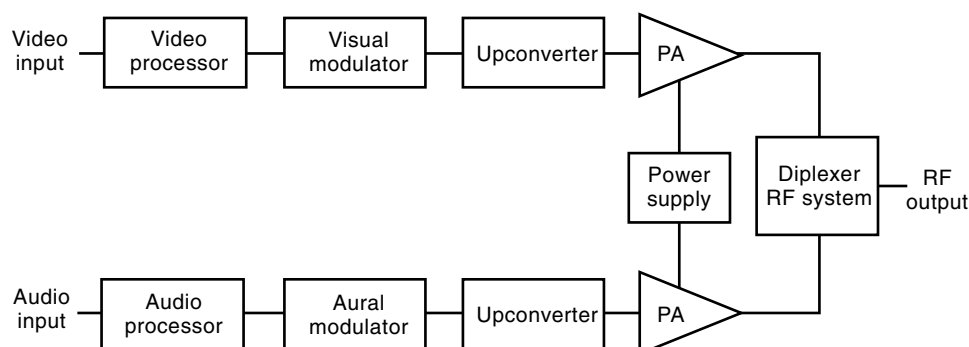 Video
input
Video
processor
Visual
modulator
Upconverter
PA
Power
supply
Diplexer
RF system
RF
output
Audio
input
Audio
processor
Aural
modulator
Upconverter
PA